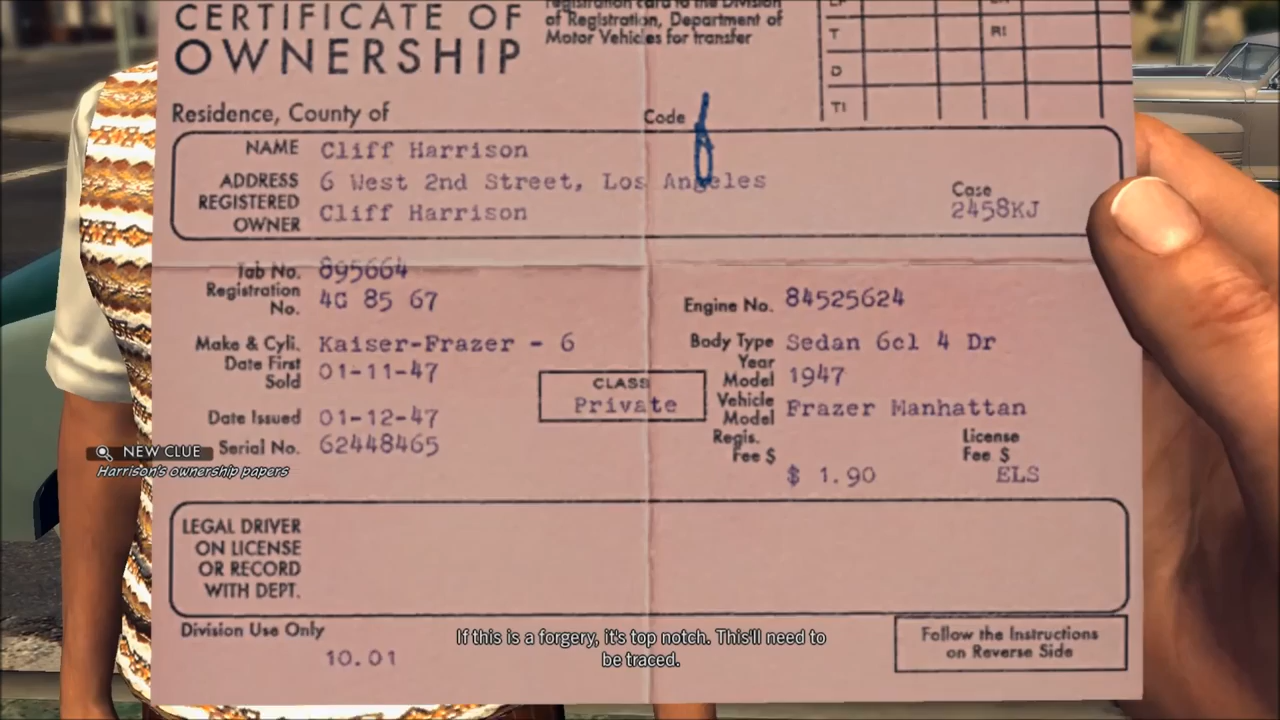 CERTIFICATE OF
OWNERSHIP
registration card to the Division
of Registration, Department of
Motor Vehicles for transfer
T
RI
D
TI
Residence, County of
Code 6
NAME Cliff Harrison
ADDRESS 6 West 2nd Street, Los Angeles
REGISTERED
OWNER Cliff Harrison
Case
2458KJ
Tab No. 895664
Registration
No. 4G 85 67
Engine No. 84525624
Make & Cyli. Kaiser-Frazer - 6
Body Type Sedan 6cl 4 Dr
Date First
Sold 01-11-47
CLASS
Private
Year
Model 1947
Date Issued 01-12-47
Vehicle
Model Frazer Manhattan
Serial No. 62448465
Regis.
Fee $
$ 1.90
License
Fee $
ELS
NEW CLUE
Harrison's ownership papers
LEGAL DRIVER
ON LICENSE
OR RECORD
WITH DEPT.
Division Use Only
10.01
If this is a forgery, it's top notch. This'll need to
be traced.
Follow the Instructions
on Reverse Side